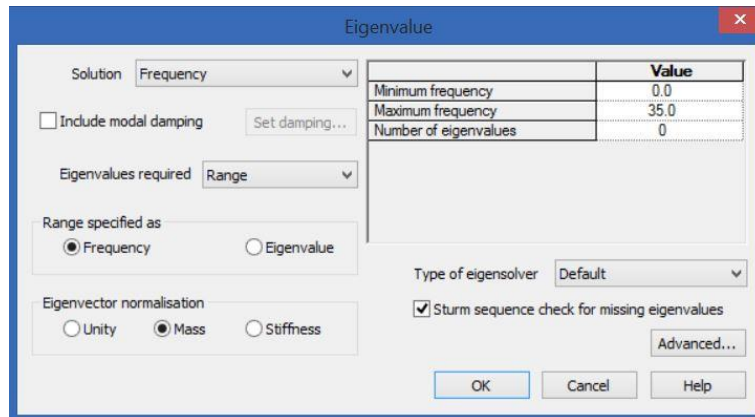 Eigenvalue
Solution Frequency
Include modal damping Set damping...
Eigenvalues required Range
Range specified as
Frequency Eigenvalue
Eigenvector normalisation
Unity Mass Stiffness
Value
Minimum frequency 0.0
Maximum frequency 35.0
Number of eigenvalues 0
Type of eigensolver Default
Sturm sequence check for missing eigenvalues
Advanced...
OK Cancel Help